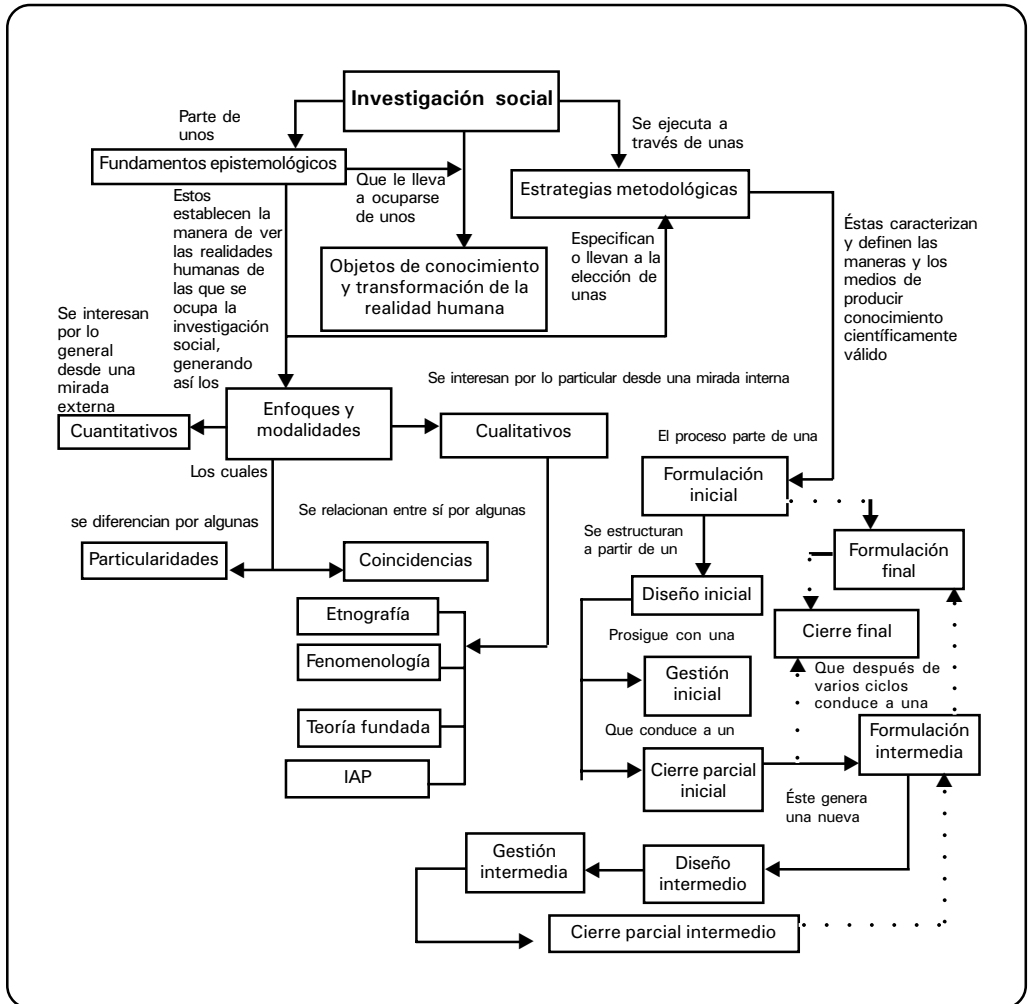 Investigación social
Parte de
unos
Se ejecuta a
través de unas
Fundamentos epistemológicos
Que le lleva
a ocuparse
de unos
Estrategias metodológicas
Estos
establecen la
manera de ver
las realidades
humanas de
las que se
ocupa la
investigación
social,
generando
así los
Objetos de conocimiento
y transformación de la
realidad humana
Especifican
o llevan a la
elección de
unas
Éstas caracterizan
y definen las
maneras y los
medios de
producir
conocimiento
científicamente
válido
Se interesan
por lo
general
desde una
mirada
externa
Se interesan por lo particular desde una mirada interna
Cuantitativos
Enfoques y
modalidades
Cualitativos
El proceso parte de una
Los cuales
Formulación
inicial
se diferencian por algunas
Se relacionan entre sí por algunas
Se estructuran
a partir de un
Particularidades
Coincidencias
Formulación
final
Diseño inicial
Etnografía
Prosigue con una
Cierre final
Fenomenología
Gestión
inicial
Que después de
varios ciclos
conduce a una
Teoría fundada
Que conduce a un
Formulación
intermedia
IAP
Cierre parcial
inicial
Éste genera
una nueva
Gestión
intermedia
Diseño
intermedio
Cierre parcial intermedio